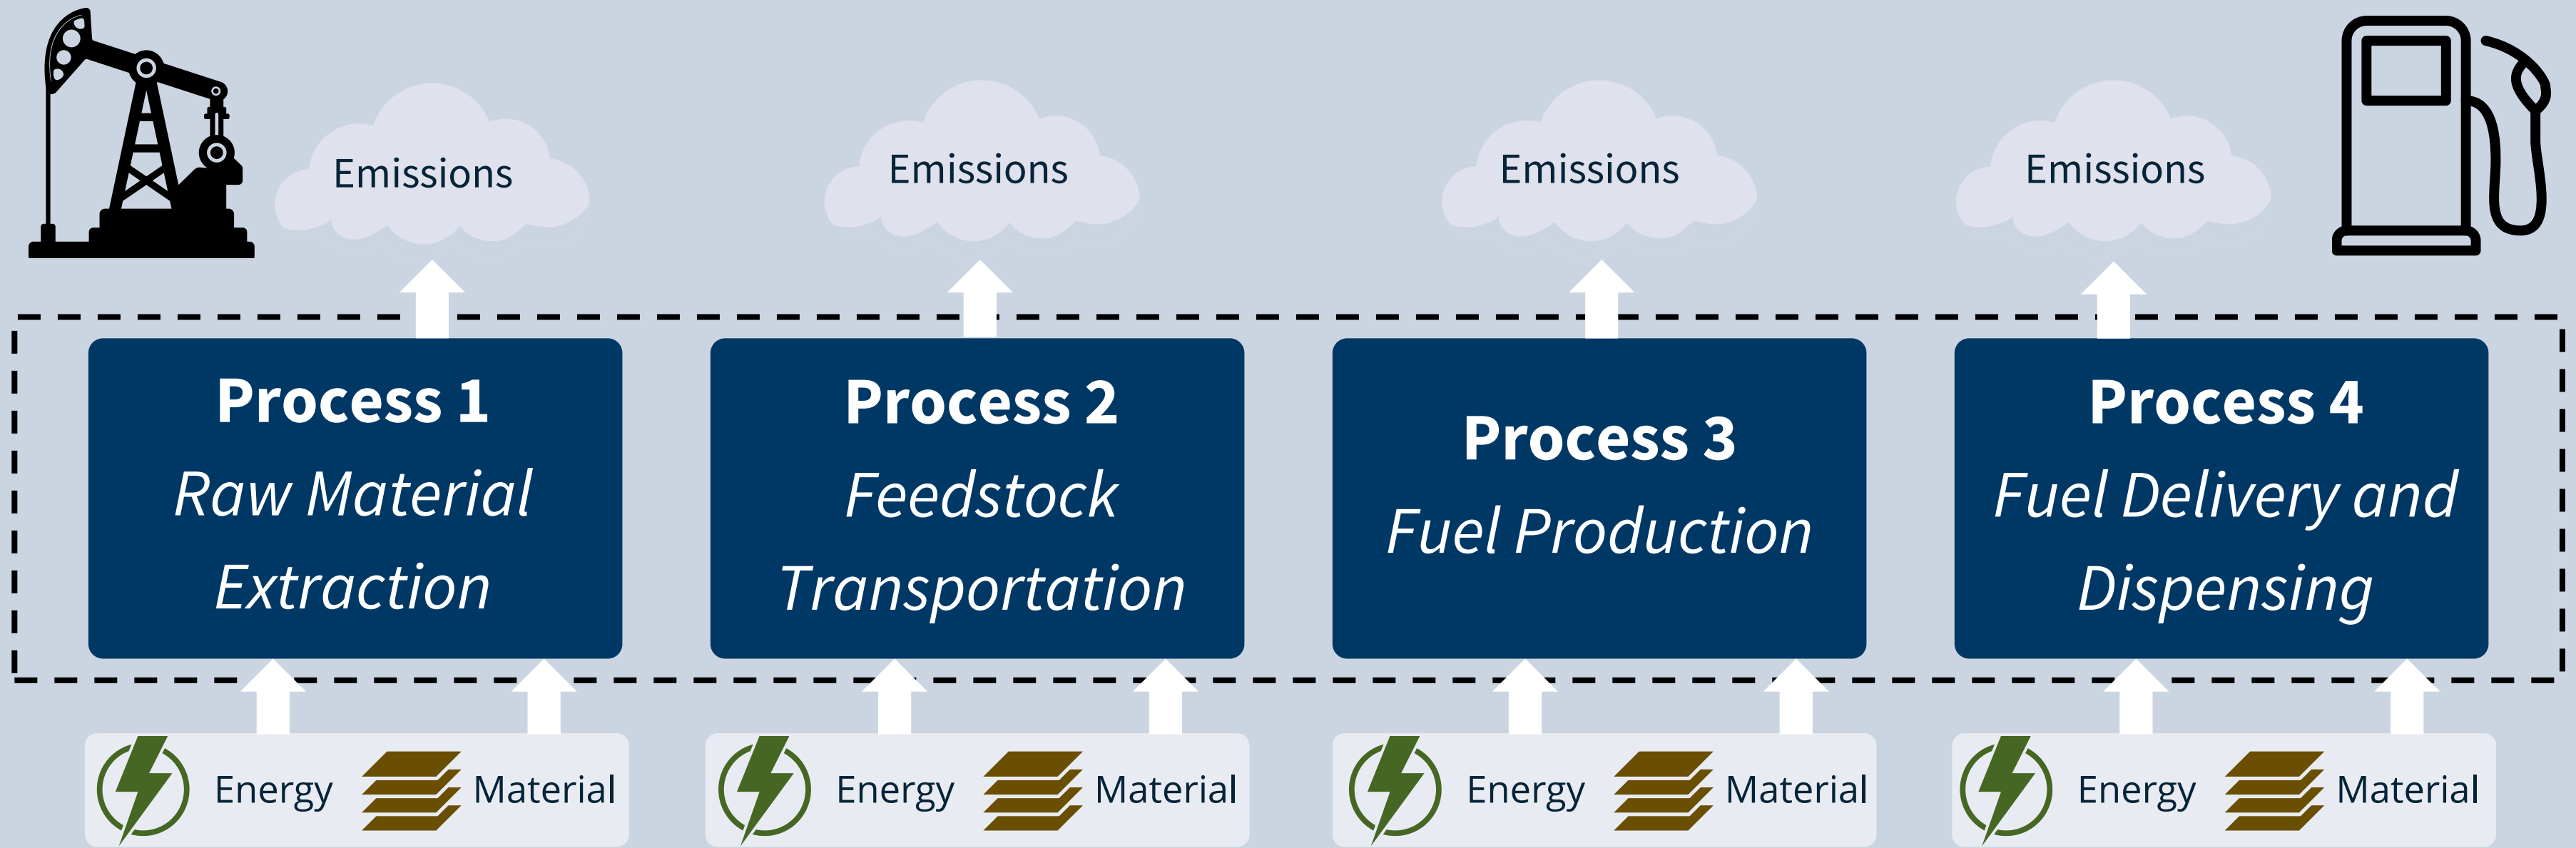 Emissions
Emissions
Emissions
Emissions
Process 1
Raw Material
Extraction
Process 2
Feedstock
Transportation
Process 3
Fuel Production
Process 4
Fuel Delivery and
Dispensing
Energy
Material
Energy
Material
Energy
Material
Energy
Material